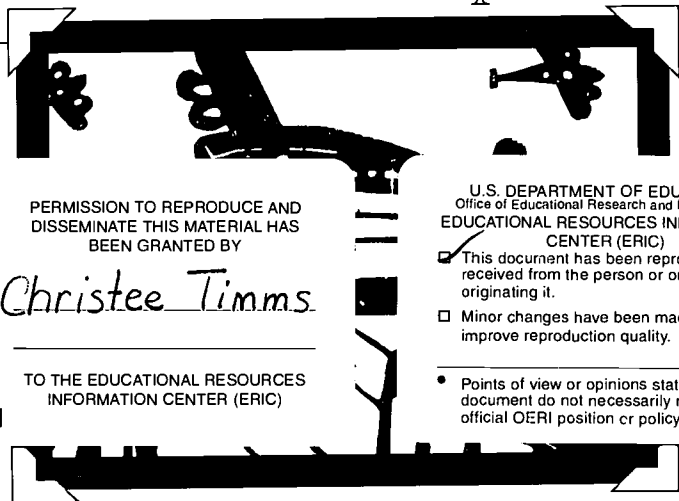 PERMISSION TO REPRODUCE AND
DISSEMINATE THIS MATERIAL HAS
BEEN GRANTED BY
Christee Timms
TO THE EDUCATIONAL RESOURCES
INFORMATION CENTER (ERIC)
U.S. DEPARTMENT OF EDU
Office of Educational Research and
EDUCATIONAL RESOURCES IN
CENTER (ERIC)
This document has been repro
received from the person or or
originating it.
Minor changes have been ma
improve reproduction quality.
Points of view or opinions stat
document do not necessarily
official OERI position or policy